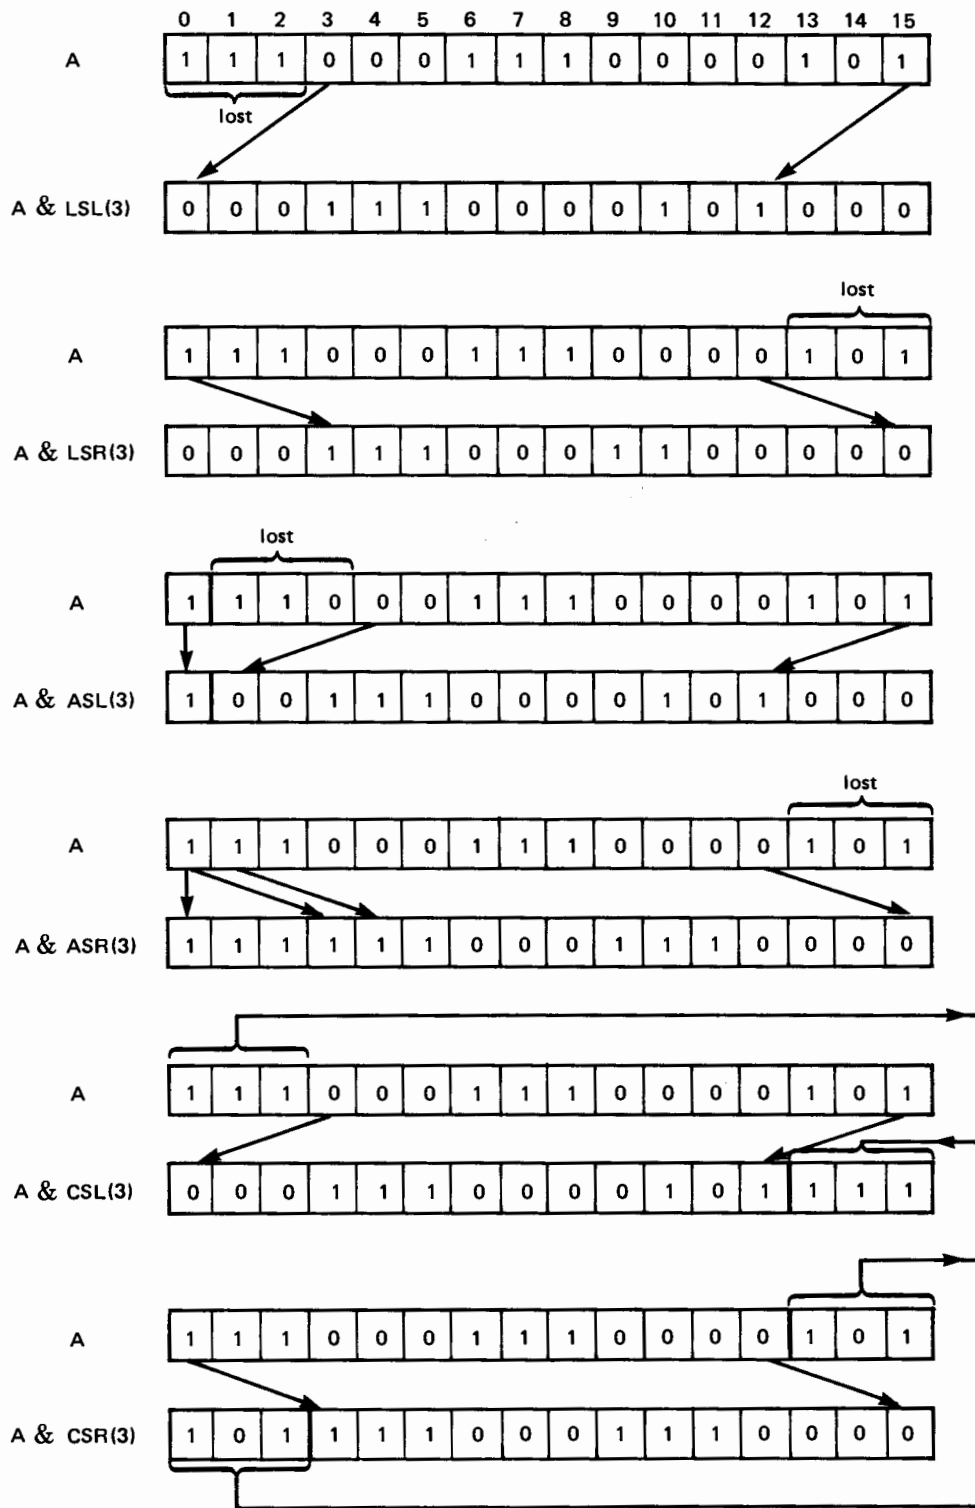 0 1 2 3 4 5 6 7 8 9 10 11 12 13 14 15
A 1 1 1 0 0 0 1 1 1 0 0 0 0 1 0 1
lost
A & LSL(3) 0 0 0 1 1 1 0 0 0 0 1 0 1 0 0 0
lost
A 1 1 1 0 0 0 1 1 1 0 0 0 0 1 0 1
A & LSR(3) 0 0 0 1 1 1 0 0 0 1 1 0 0 0 0 0
lost
A 1 1 1 0 0 0 1 1 1 0 0 0 0 1 0 1
A & ASL(3) 1 0 0 1 1 1 0 0 0 0 1 0 1 0 0 0
lost
A 1 1 1 0 0 0 1 1 1 0 0 0 0 1 0 1
A & ASR(3) 1 1 1 1 1 1 0 0 0 1 1 1 0 0 0 0
A 1 1 1 0 0 0 1 1 1 0 0 0 0 1 0 1
A & CSL(3) 0 0 0 1 1 1 0 0 0 0 1 0 1 1 1 1
A 1 1 1 0 0 0 1 1 1 0 0 0 0 1 0 1
A & CSR(3) 1 0 1 1 1 1 0 0 0 1 1 1 0 0 0 0